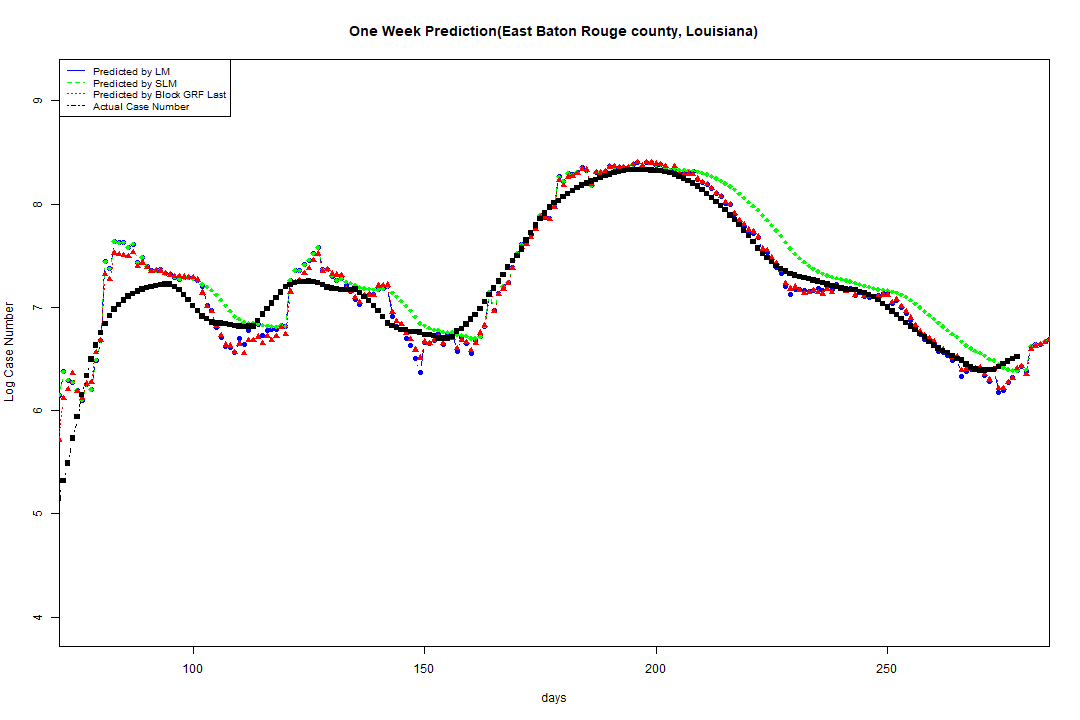 One Week Prediction(East Baton Rouge county, Louisiana)
Predicted by LM
Predicted by SLM
Predicted by Block GRF Last
Actual Case Number
Log Case Number
9
8
7
6
5
4
100 150 200 250
days